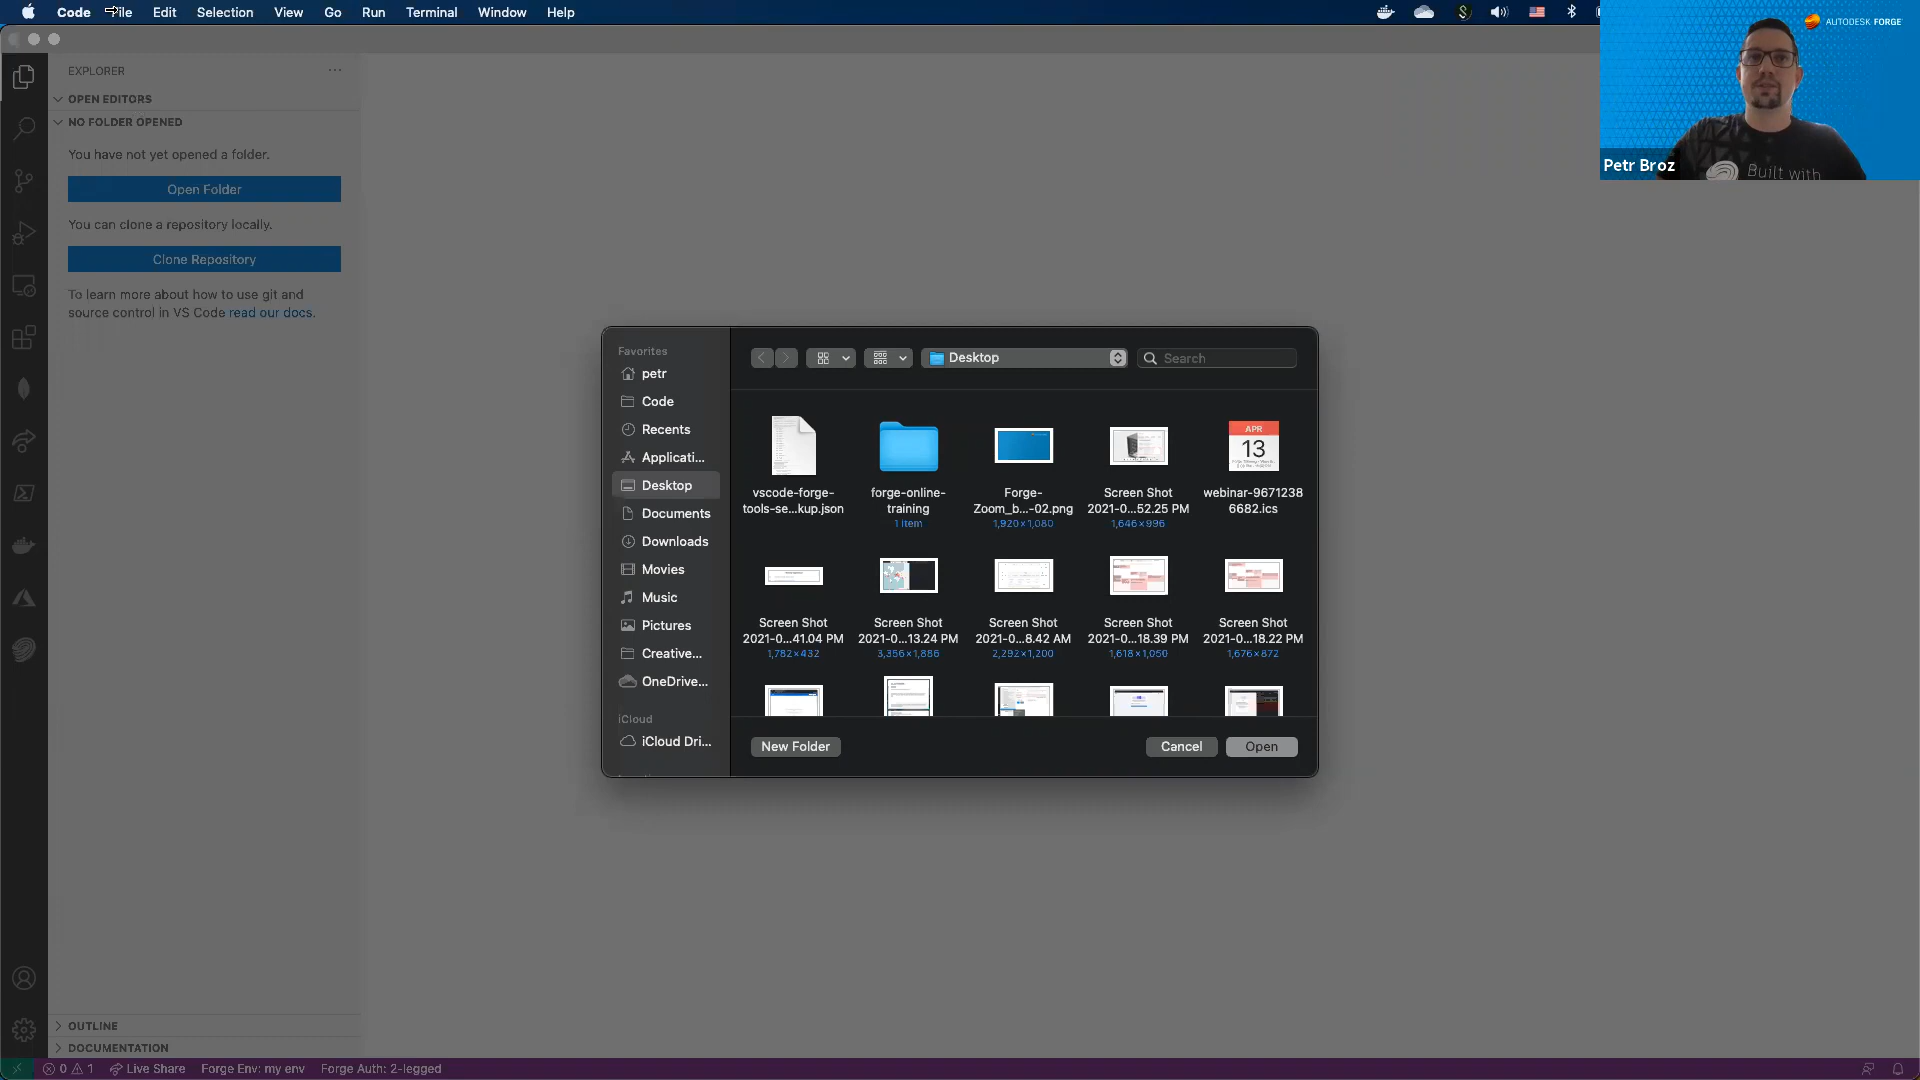 Code File Edit Selection View Go Run Terminal Window Help
AUTODESK FORGE
Built with
Petr Broz
EXPLORER
OPEN EDITORS
NO FOLDER OPENED
You have not yet opened a folder.
Open Folder
You can clone a repository locally.
Clone Repository
To learn more about how to use git and
source control in VS Code read our docs.
Favorites
petr
Code
Recents
Applicati...
Desktop
Documents
Downloads
Movies
Music
Pictures
Creative...
OneDrive...
iCloud
iCloud Dri...
Desktop
Search
APR
13
vscode-forge-
tools-se...kup.json
forge-online-
training
1 item
Forge-
Zoom_b...-02.png
1,920×1,080
Screen Shot
2021-0...52.25 PM
1,646×996
webinar-9671238
6682.ics
Screen Shot
2021-0...41.04 PM
1,782×432
Screen Shot
2021-0...13.24 PM
3,356×1,886
Screen Shot
2021-0...8.42 AM
2,292×1,200
Screen Shot
2021-0...18.39 PM
1,618×1,050
Screen Shot
2021-0...18.22 PM
1,676×872
New Folder
Cancel
Open
OUTLINE
DOCUMENTATION
0 1 Live Share Forge Env: my env Forge Auth: 2-legged